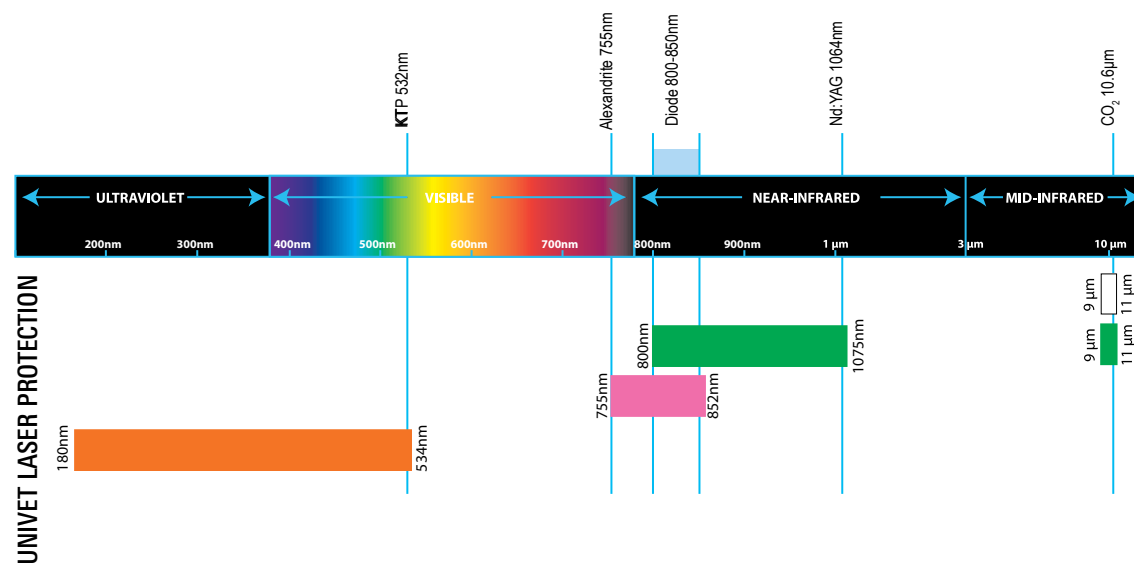 KTP 532nm
Alexandrite 755nm
Diode 800-850nm
Nd:YAG 1064nm
CO₂ 10.6µm
ULTRAVIOLET
VISIBLE
NEAR-INFRARED
MID-INFRARED
200nm
300nm
400nm
500nm
600nm
700nm
800nm
900nm
1 µm
3 µm
10 µm
UNIVET LASER PROTECTION
9 µm
11 µm
800nm
1075nm
9 µm
11 µm
755nm
852nm
180nm
534nm